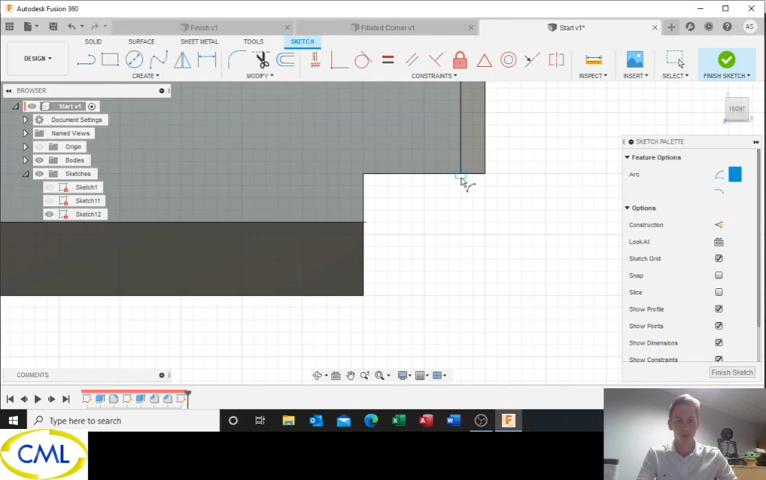 Autodesk Fusion 360
Finish v1
Filleted Corner v1
Start v1*
AS
DESIGN
SOLID
SURFACE
SHEET METAL
TOOLS
SKETCH
CREATE
MODIFY
CONSTRAINTS
INSPECT
INSERT
SELECT
FINISH SKETCH
BROWSER
Start v1
Document Settings
Named Views
Origin
Bodies
Sketches
Sketch1
Sketch11
Sketch12
FRONT
SKETCH PALETTE
Feature Options
Arc
Options
Construction
Look At
Sketch Grid
Snap
Slice
Show Profile
Show Points
Show Dimensions
Show Constraints
Finish Sketch
COMMENTS
Type here to search
CML